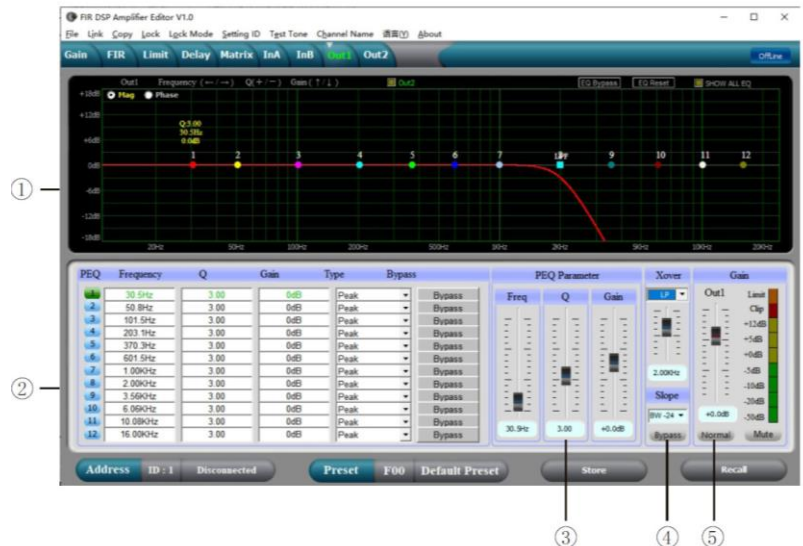 FIR DSP Amplifier Editor V1.0
File Link Copy Lock Lock Mode Setting ID Test Tone Channel Name 语言(Y) About
Gain FIR Limit Delay Matrix InA InB Out1 Out2 OffLine
Out1 Frequency (←/→) Q(+/−) Gain(↑/↓) Out2 EQ Bypass EQ Reset SHOW ALL EQ
+18dB Mag Phase
+12dB
Q:3.00
50.5Hz
0.0dB
+6dB
1 2 3 4 5 6 7 9 10 11 12
0dB
-6dB
-12dB
-18dB
20Hz 50Hz 100Hz 200Hz 500Hz 10KHz 20KHz
①
PEQ Frequency Q Gain Type Bypass PEQ Parameter Xover Gain
1 30.5Hz 3.00 0dB Peak Bypass
2 50.8Hz 3.00 0dB Peak Bypass
3 101.5Hz 3.00 0dB Peak Bypass
4 203.1Hz 3.00 0dB Peak Bypass
5 370.3Hz 3.00 0dB Peak Bypass
6 601.5Hz 3.00 0dB Peak Bypass
7 1.00KHz 3.00 0dB Peak Bypass
8 2.00KHz 3.00 0dB Peak Bypass
9 3.56KHz 3.00 0dB Peak Bypass
10 6.06KHz 3.00 0dB Peak Bypass
11 10.08KHz 3.00 0dB Peak Bypass
12 16.00KHz 3.00 0dB Peak Bypass
②
Freq Q Gain
30.5Hz 3.00 +0.0dB
LP
2.00KHz
Slope
BW -24
Bypass
Out1 Limit
Clip
+12dB
+5dB
+0dB
-5dB
-10dB
-20dB
-50dB
+0.0dB
Normal Mute
Address ID : 1 Disconnected Preset F00 Default Preset Store Recall
③ ④ ⑤